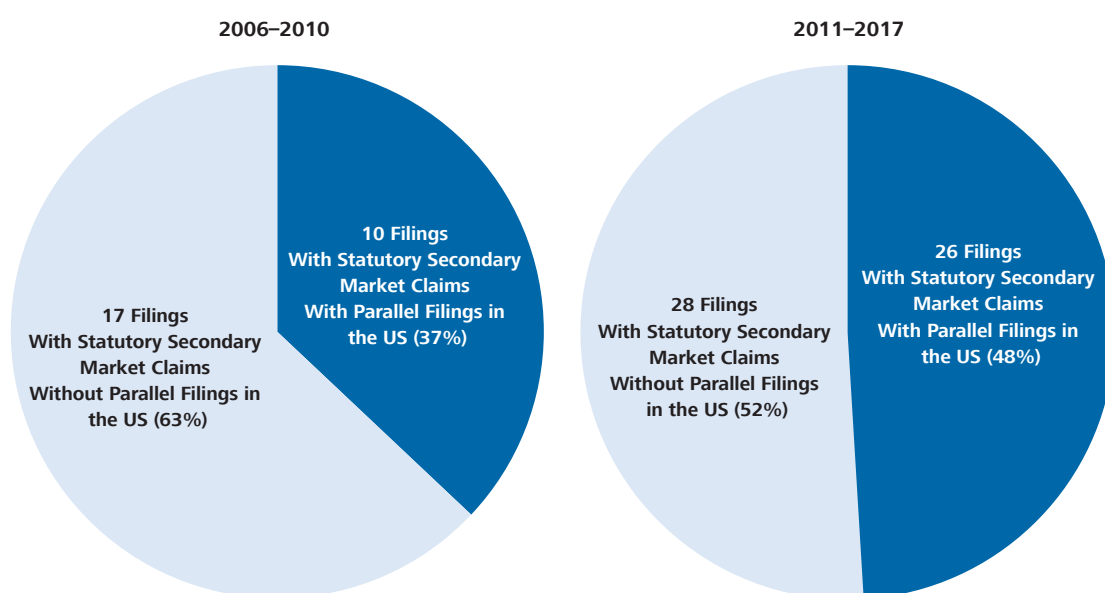 2006–2010
10 Filings
With Statutory Secondary
Market Claims
With Parallel Filings in
the US (37%)
17 Filings
With Statutory Secondary
Market Claims
Without Parallel Filings in
the US (63%)
2011–2017
26 Filings
With Statutory Secondary
Market Claims
With Parallel Filings in
the US (48%)
28 Filings
With Statutory Secondary
Market Claims
Without Parallel Filings
in the US (52%)